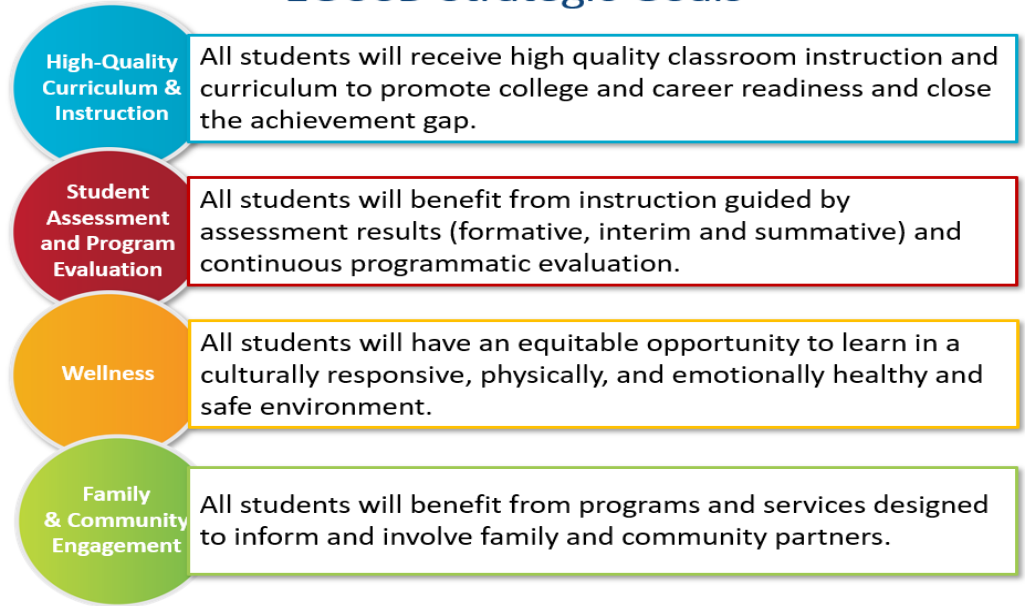 Strategic Goals
High-Quality
Curriculum &
Instruction
All students will receive high quality classroom instruction and
curriculum to promote college and career readiness and close
the achievement gap.
Student
Assessment
and Program
Evaluation
All students will benefit from instruction guided by
assessment results (formative, interim and summative) and
continuous programmatic evaluation.
Wellness
All students will have an equitable opportunity to learn in a
culturally responsive, physically, and emotionally healthy and
safe environment.
Family
& Community
Engagement
All students will benefit from programs and services designed
to inform and involve family and community partners.